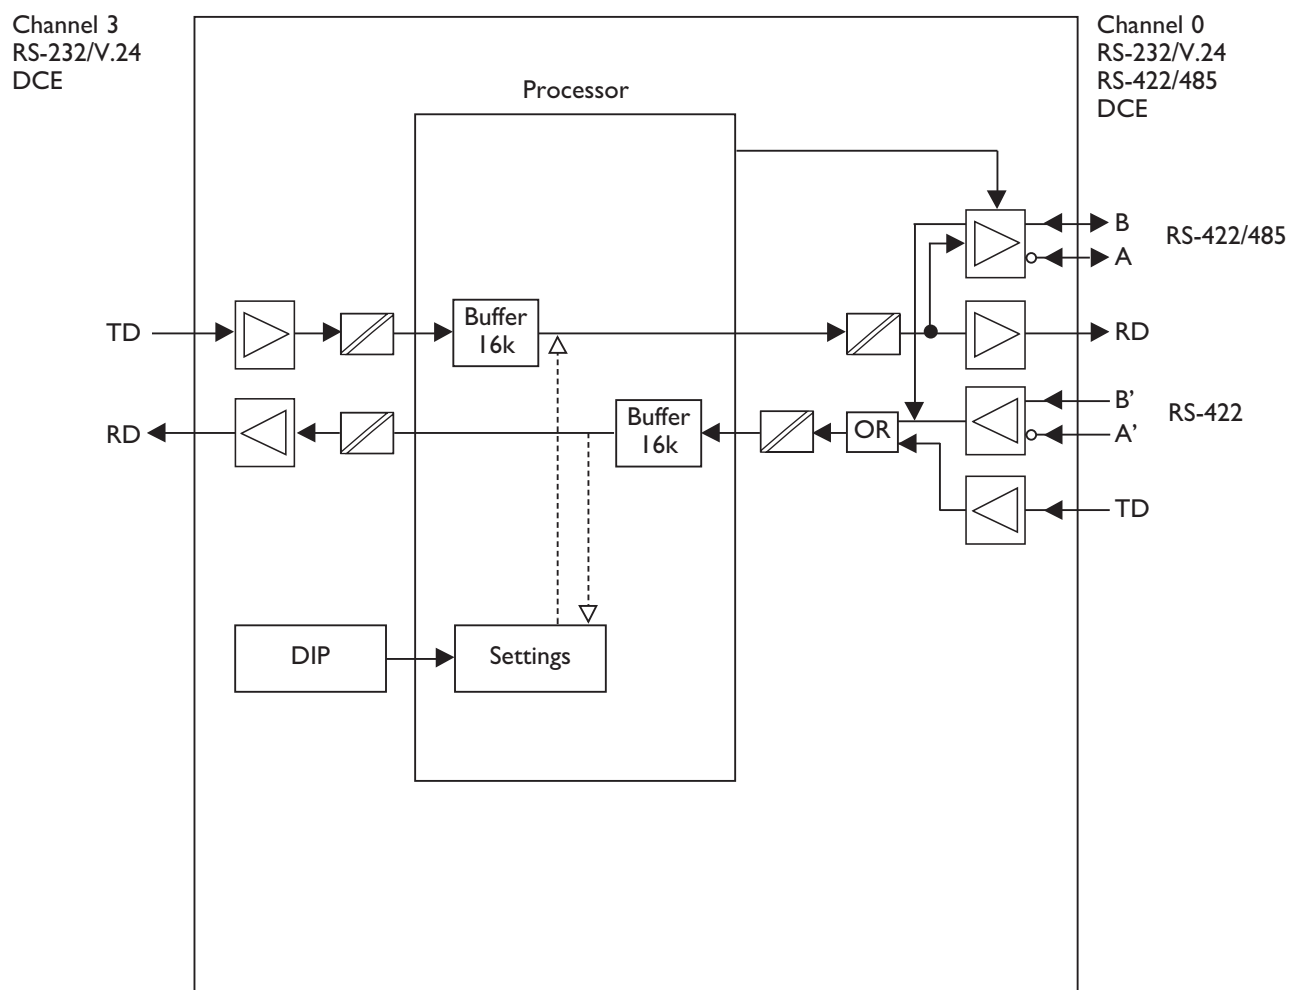 Channel 3
RS-232/V.24
DCE
Channel 0
RS-232/V.24
RS-422/485
DCE
Processor
B
RS-422/485
A
TD
Buffer
16k
RD
RD
Buffer
16k
OR
B’
RS-422
A’
TD
DIP
Settings